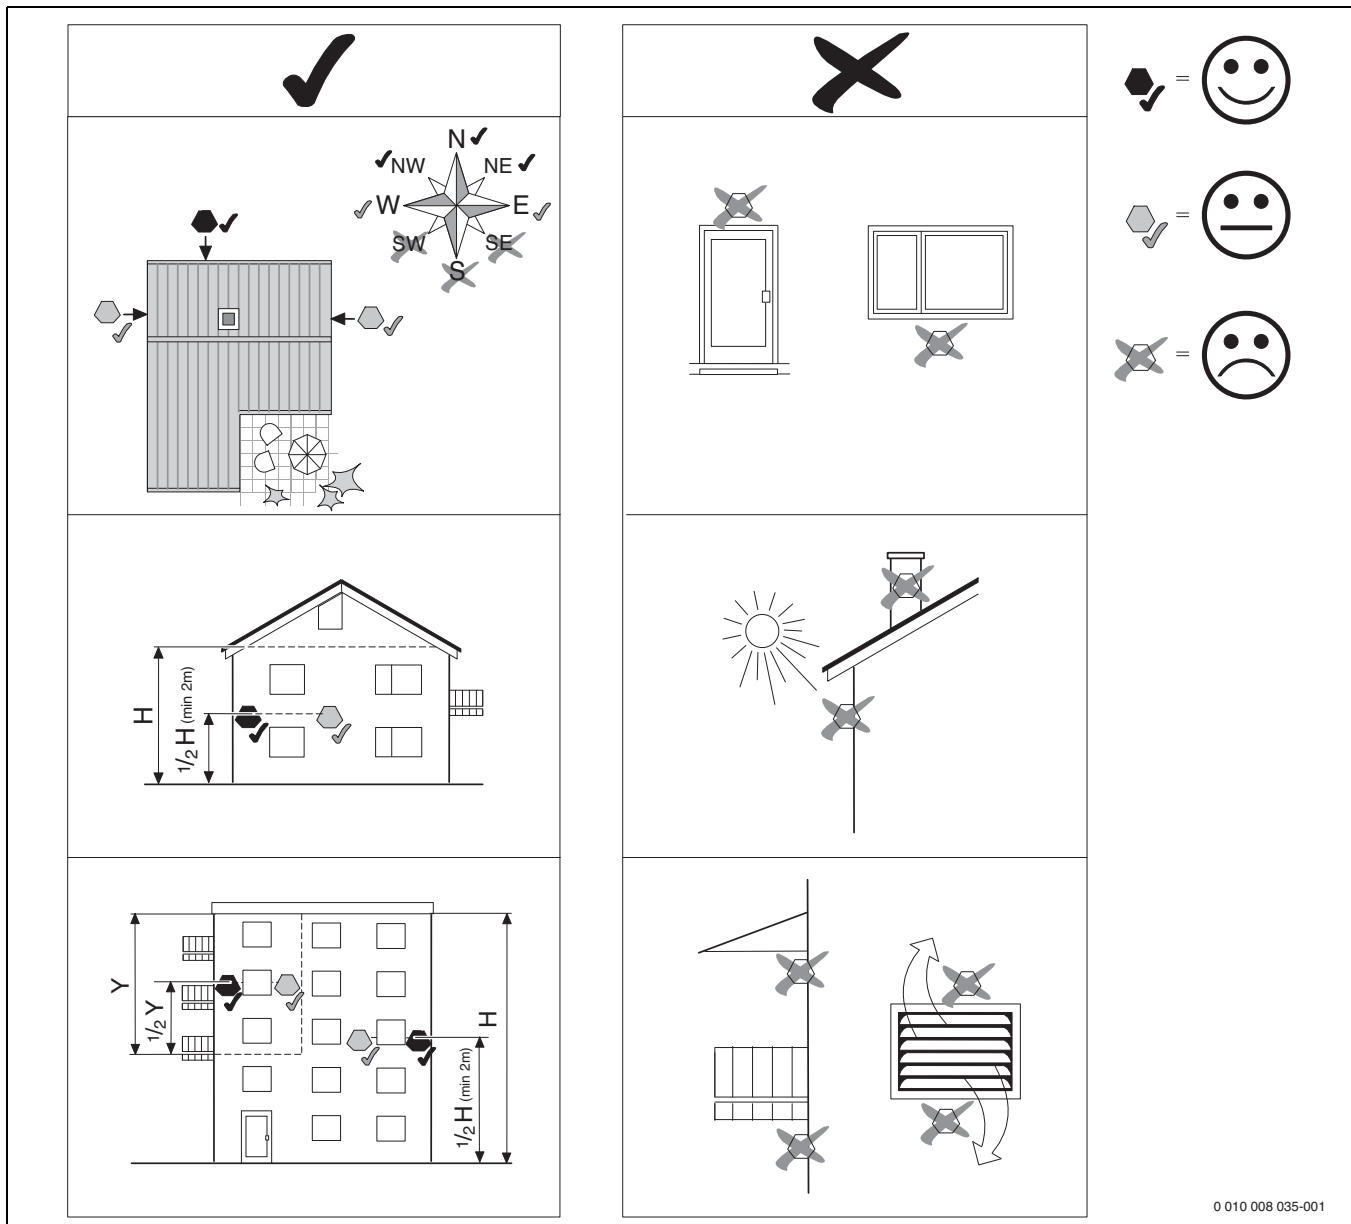 N
NW NE
W E
SW SE
S
=
=
=
H
1/2 H (min 2m)
Y
1/2 Y
H
1/2 H (min 2m)
0 010 008 035-001